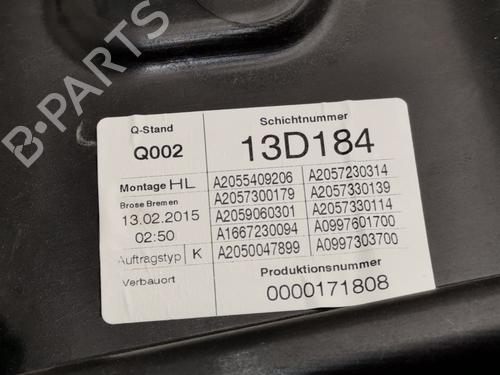 Q-Stand
Q002
Schichtnummer
13D184
Montage HL
Brose Bremen
13.02.2015
02:50
Auftragstyp K
Verbauort
A2055409206 A2057230314
A2057300179 A2057330139
A2059060301 A2057330114
A1667230094 A0997601700
A2050047899 A0997303700
Produktionsnummer
0000171808
B-PARTS